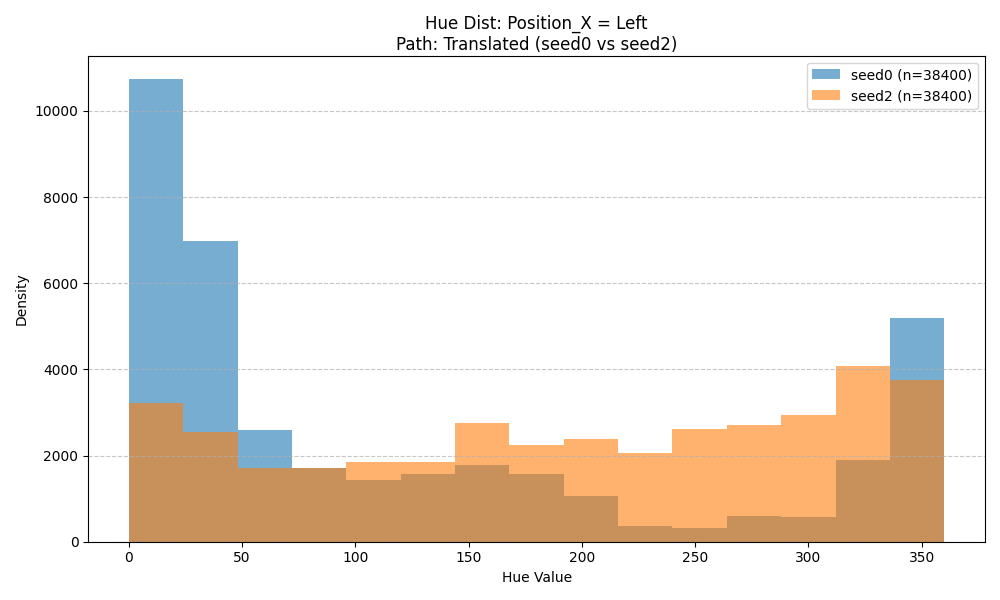 Hue Dist: Position_X = Left
Path: Translated (seed0 vs seed2)
seed0 (n=38400)
seed2 (n=38400)
Density
10000
8000
6000
4000
2000
0
0 50 100 150 200 250 300 350
Hue Value